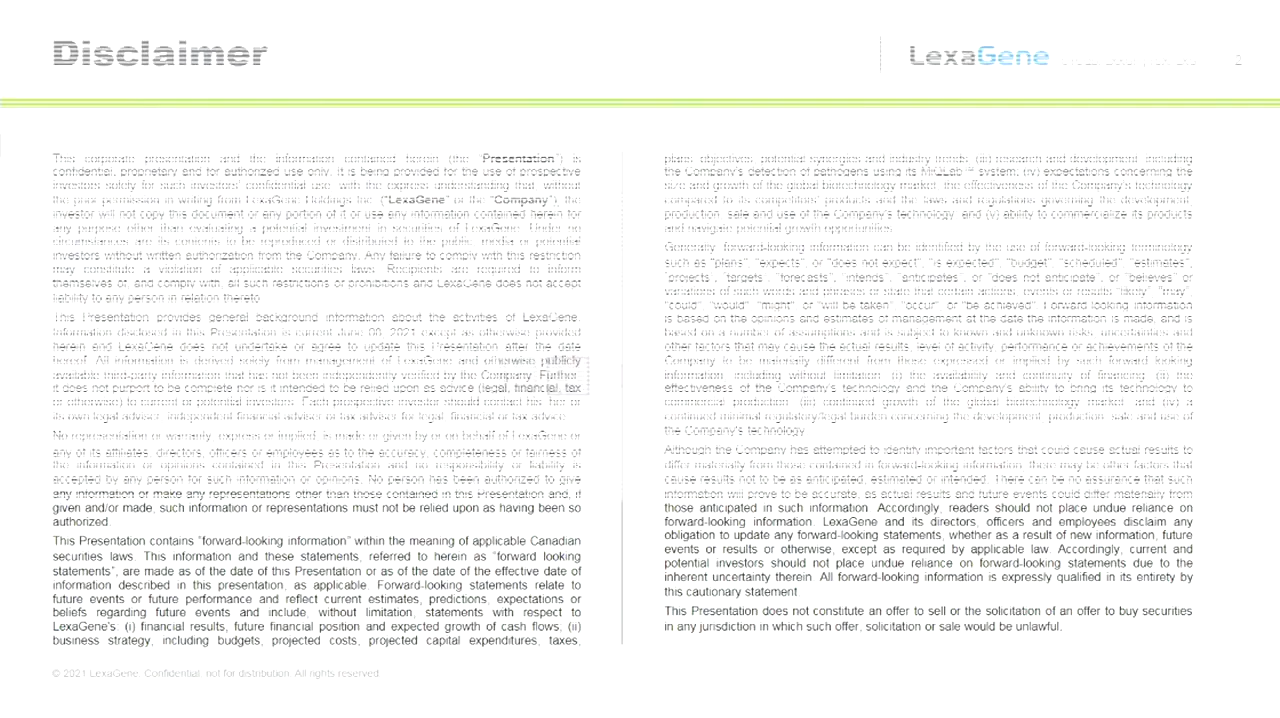 Disclaimer
LexaGene
2
This corporate presentation and the information contained herein (the "Presentation") is
confidential, proprietary and for authorized use only. It is being provided for the use of prospective
investors solely for such investors' confidential use, with the express understanding that, without
the prior permission in writing from LexaGene Holdings Inc. ("LexaGene" or the "Company"), the
investor will not copy this document or any portion of it or use any information contained herein for
any purpose other than evaluating a potential investment in securities of LexaGene. Under no
circumstances are its contents to be reproduced or distributed to the public, media or potential
investors without written authorization from the Company. Any failure to comply with this restriction
may constitute a violation of applicable securities laws. Recipients are required to inform
themselves of, and comply with, all such restrictions or prohibitions and LexaGene does not accept
liability to any person in relation thereto.
This Presentation provides general background information about the activities of LexaGene.
Information disclosed in this Presentation is current June 2021 except as otherwise provided
herein and LexaGene does not undertake or agree to update this Presentation after the date
hereof. All information is derived solely from management of LexaGene and otherwise publicly
available third-party information that has not been independently verified by the Company. Further,
it does not purport to be complete nor is it intended to be relied upon as advice (legal, financial, tax
or otherwise) to current or potential investors. Each prospective investor should contact his, her or
its own legal adviser, independent financial adviser or tax adviser for legal, financial or tax advice.
No representation or warranty, express or implied, is made or given by or on behalf of LexaGene or
any of its affiliates, directors, officers or employees as to the accuracy, completeness or fairness of
the information or opinions contained in this Presentation and no responsibility or liability is
accepted by any person for such information or opinions. No person has been authorized to give
any information or make any representations other than those contained in this Presentation and, if
given and/or made, such information or representations must not be relied upon as having been so
authorized.
This Presentation contains "forward-looking information" within the meaning of applicable Canadian
securities laws. This information and these statements, referred to herein as "forward looking
statements", are made as of the date of this Presentation or as of the date of the effective date of
information described in this presentation, as applicable. Forward-looking statements relate to
future events or future performance and reflect current estimates, predictions, expectations or
beliefs regarding future events and include, without limitation, statements with respect to
LexaGene's: (i) financial results, future financial position and expected growth of cash flows; (ii)
business strategy, including budgets, projected costs, projected capital expenditures, taxes,
plans, objectives, potential synergies and industry trends; (iii) research and development, including
the Company's detection of pathogens using its MiQLab™ system; (iv) expectations concerning the
size and growth of the global biotechnology market, the effectiveness of the Company's technology
compared to its competitors' products and the laws and regulations governing the development,
production, sale and use of the Company's technology; and (v) ability to commercialize its products
and navigate potential growth opportunities.
Generally, forward-looking information can be identified by the use of forward-looking terminology
such as "plans", "expects", or "does not expect", "is expected", "budget", "scheduled", "estimates",
"projects", "targets", "forecasts", "intends", "anticipates", or "does not anticipate", or "believes" or
variations of such words and phrases or state that certain actions, events or results "likely", "may",
"could", "would", "might", or "will be taken", "occur", or "be achieved". Forward-looking information
is based on the opinions and estimates of management at the date the information is made, and is
based on a number of assumptions and is subject to known and unknown risks, uncertainties and
other factors that may cause the actual results, level of activity, performance or achievements of the
Company to be materially different from those expressed or implied by such forward looking
information, including without limitation: (i) the availability and continuity of financing; (ii) the
effectiveness of the Company's technology and the Company's ability to bring its technology to
commercial production; (iii) continued growth of the global biotechnology market; and (iv) a
continued minimal regulatory/legal burden concerning the development, production, sale and use of
the Company's technology.
Although the Company has attempted to identify important factors that could cause actual results to
differ materially from those contained in forward-looking information, there may be other factors that
cause results not to be as anticipated, estimated or intended. There can be no assurance that such
information will prove to be accurate, as actual results and future events could differ materially from
those anticipated in such information. Accordingly, readers should not place undue reliance on
forward-looking information. LexaGene and its directors, officers and employees disclaim any
obligation to update any forward-looking statements, whether as a result of new information, future
events or results or otherwise, except as required by applicable law. Accordingly, current and
potential investors should not place undue reliance on forward-looking statements due to the
inherent uncertainty therein. All forward-looking information is expressly qualified in its entirety by
this cautionary statement.
This Presentation does not constitute an offer to sell or the solicitation of an offer to buy securities
in any jurisdiction in which such offer, solicitation or sale would be unlawful.
© 2021 LexaGene. Confidential: not for distribution. All rights reserved.